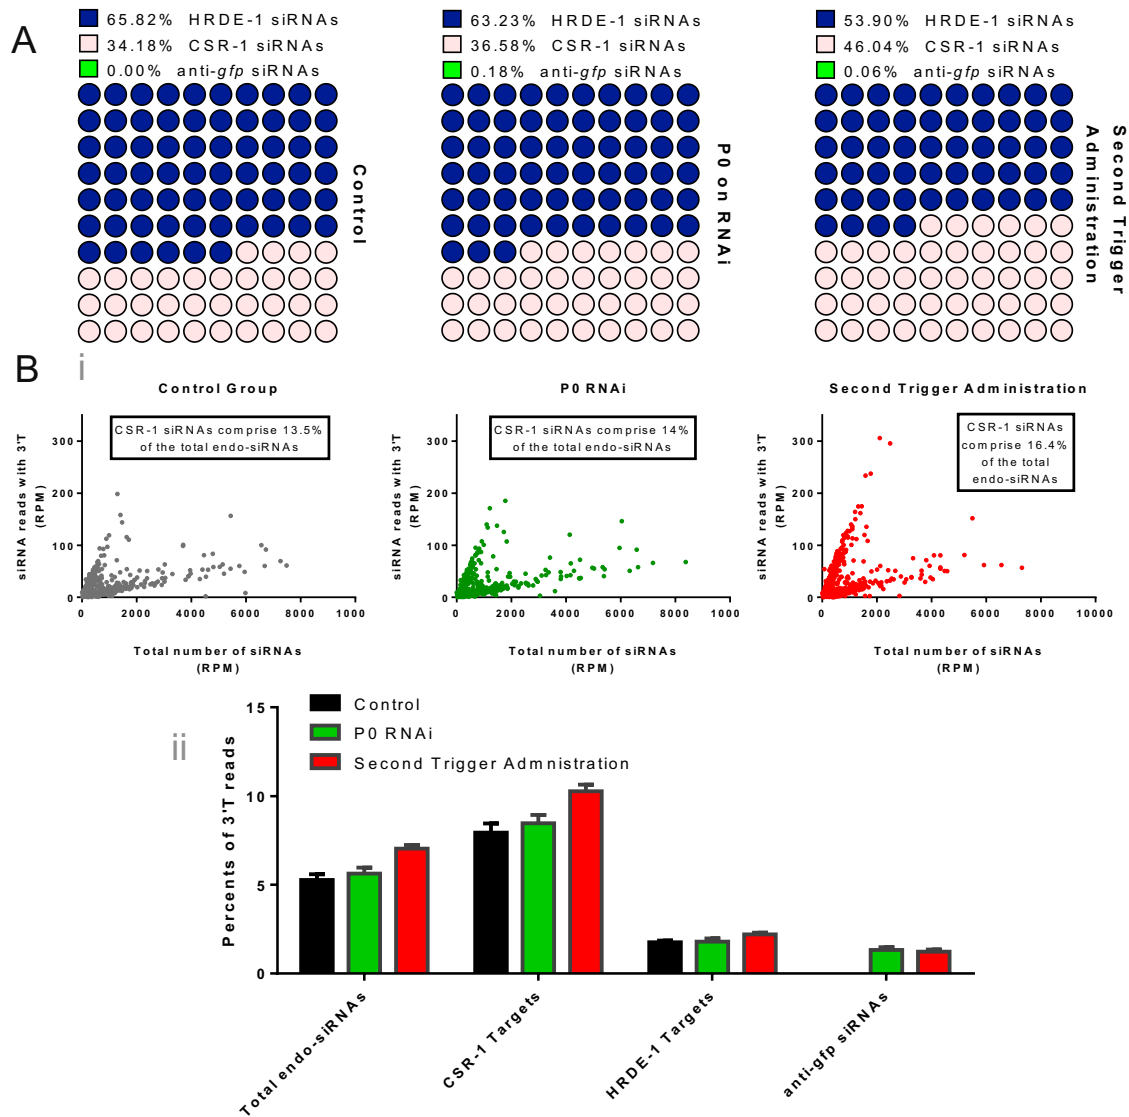 A
65.82% HRDE-1 siRNAs
34.18% CSR-1 siRNAs
0.00% anti-gfp siRNAs
Control
63.23% HRDE-1 siRNAs
36.58% CSR-1 siRNAs
0.18% anti-gfp siRNAs
P0 on RNAi
53.90% HRDE-1 siRNAs
46.04% CSR-1 siRNAs
0.06% anti-gfp siRNAs
Second Trigger
Administration
B
i
Control Group
CSR-1 siRNAs comprise 13.5%
of the total endo-siRNAs
siRNA reads with 3'T
(RPM)
300
200
100
0
0 2000 4000 6000 8000 1000
Total number of siRNAs
(RPM)
P0 RNAi
CSR-1 siRNAs comprise 14%
of the total endo-siRNAs
siRNA reads with 3'T
(RPM)
300
200
100
0
0 2000 4000 6000 8000 10000
Total number of siRNAs
(RPM)
Second Trigger Administration
CSR-1 siRNAs
comprise 16.4%
of the total
endo-siRNAs
siRNA reads with 3'T
(RPM)
300
200
100
0
0 2000 4000 6000 8000 10000
Total number of siRNAs
(RPM)
ii
Control
P0 RNAi
Second Trigger Admnistration
Percents of 3'T reads
15
10
5
0
Total endo-siRNAs
CSR-1 Targets
HRDE-1 Targets
anti-gfp siRNAs